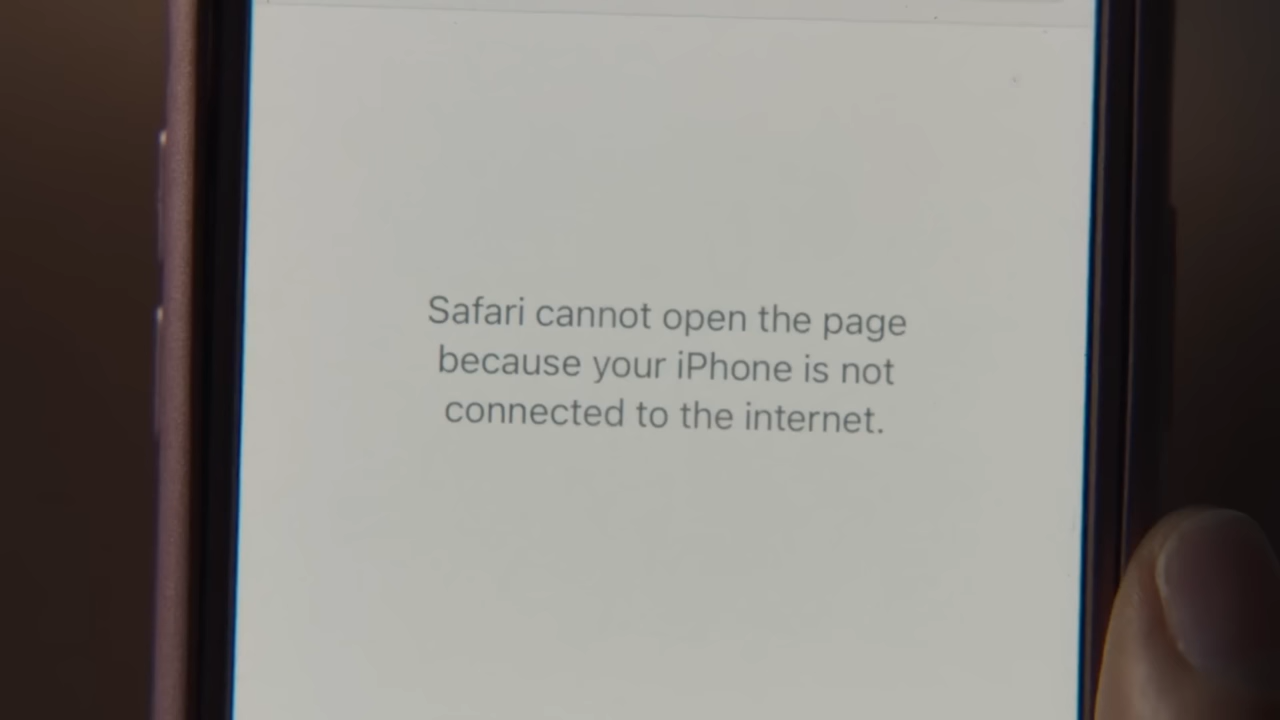 Safari cannot open the page
because your iPhone is not
connected to the internet.